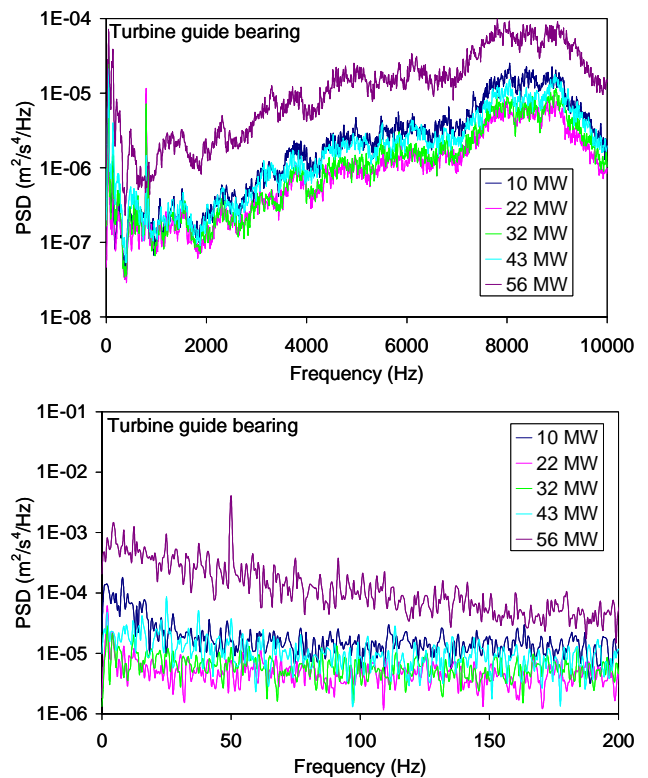 Turbine guide bearing
PSD (m²/s⁴/Hz)
1E-04
1E-05
1E-06
1E-07
1E-08
10 MW
22 MW
32 MW
43 MW
56 MW
0 2000 4000 6000 8000 10000
Frequency (Hz)
Turbine guide bearing
PSD (m²/s⁴/Hz)
1E-01
1E-02
1E-03
1E-04
1E-05
1E-06
10 MW
22 MW
32 MW
43 MW
56 MW
0 50 100 150 200
Frequency (Hz)